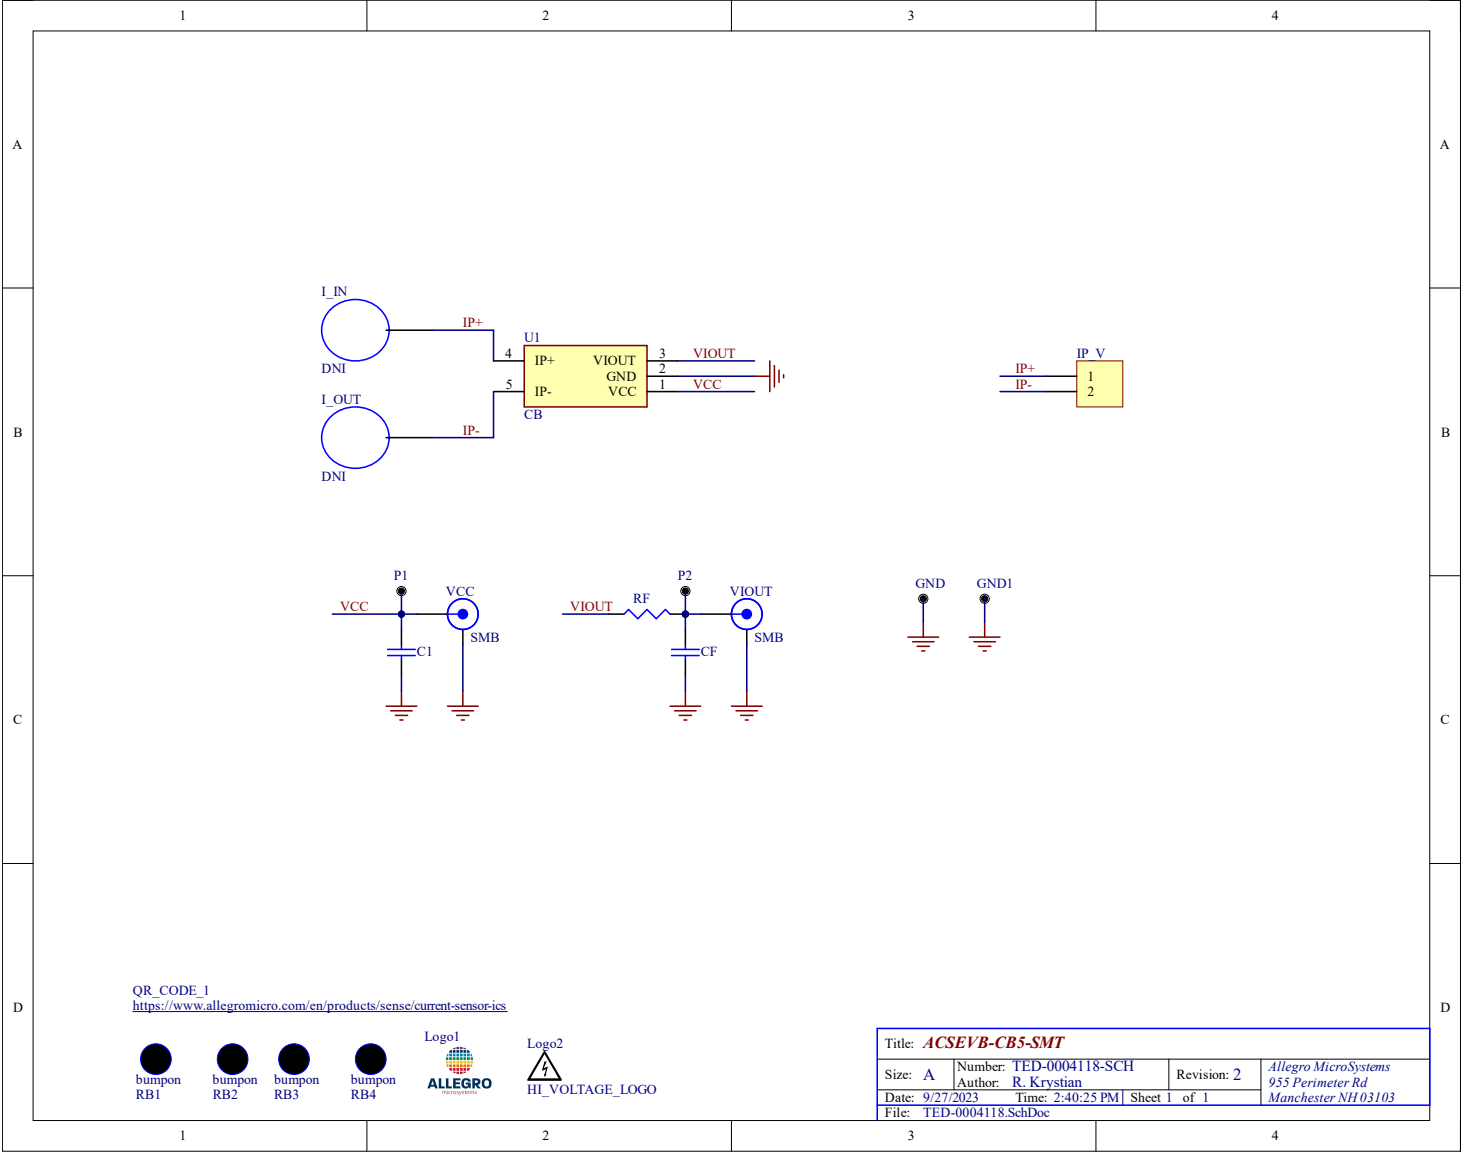 1 2 3 4
A A
I_IN
IP+
DNI
U1
4 IP+ VIOUT 3 VIOUT
GND 2
5 IP- VCC 1 VCC
CB
I_OUT
IP-
DNI
IP_V
IP+ 1
IP- 2
B B
P1
VCC
VCC
SMB
C1
P2
VIOUT
RF
VIOUT
SMB
CF
GND GND1
C C
QR_CODE_1
https://www.allegromicro.com/en/products/sense/current-sensor-ics
D D
bumpon
RB1
bumpon
RB2
bumpon
RB3
bumpon
RB4
Logo1
ALLEGRO
microsystems
Logo2
HI_VOLTAGE_LOGO
Title: ACSEVB-CB5-SMT
Size: A
Number: TED-0004118-SCH
Author: R. Krystian
Revision: 2
Allegro MicroSystems
955 Perimeter Rd
Manchester NH 03103
Date: 9/27/2023 Time: 2:40:25 PM Sheet 1 of 1
File: TED-0004118.SchDoc
1 2 3 4